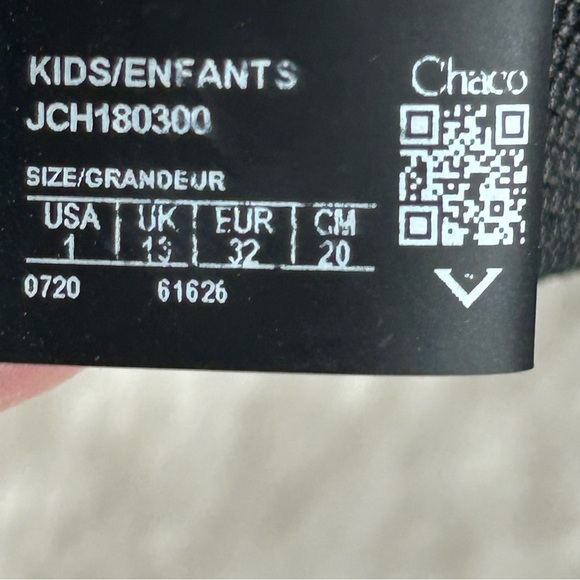 Chaco
KIDS/ENFANTS
JCH180300
SIZE/GRANDEUR
USA UK EUR CM
1 13 32 20
0720 61626